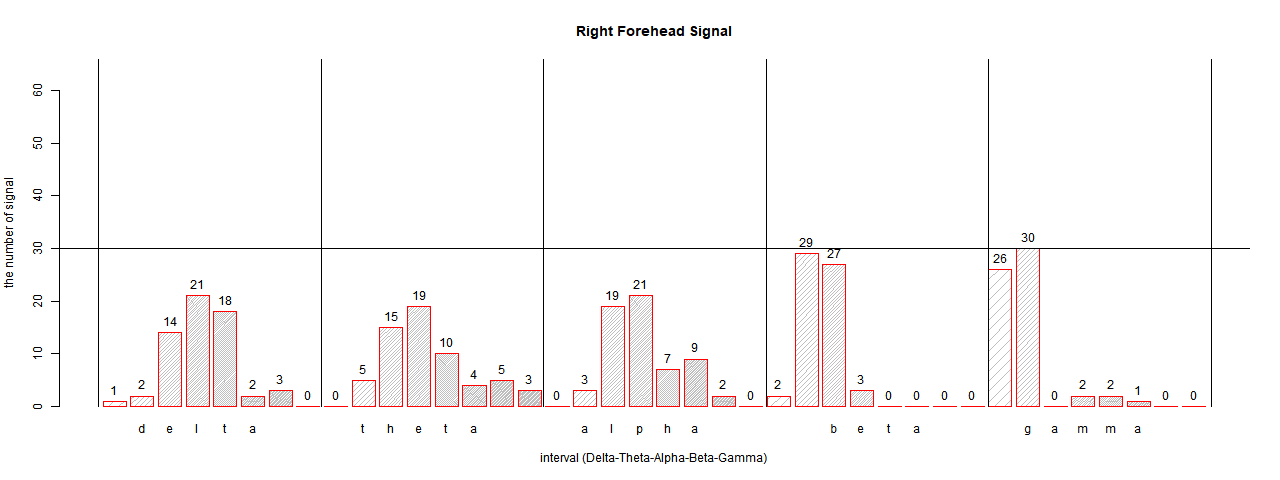 Right Forehead Signal
the number of signal
60
50
40
30
20
10
0
1 2 14 21 18 2 3 0 0 5 15 19 10 4 5 3 0 3 19 21 7 9 2 0 2 29 27 3 0 0 0 0 26 30 0 2 2 1 0 0
d e l t a t h e t a a l p h a b e t a g a m m a
interval (Delta-Theta-Alpha-Beta-Gamma)